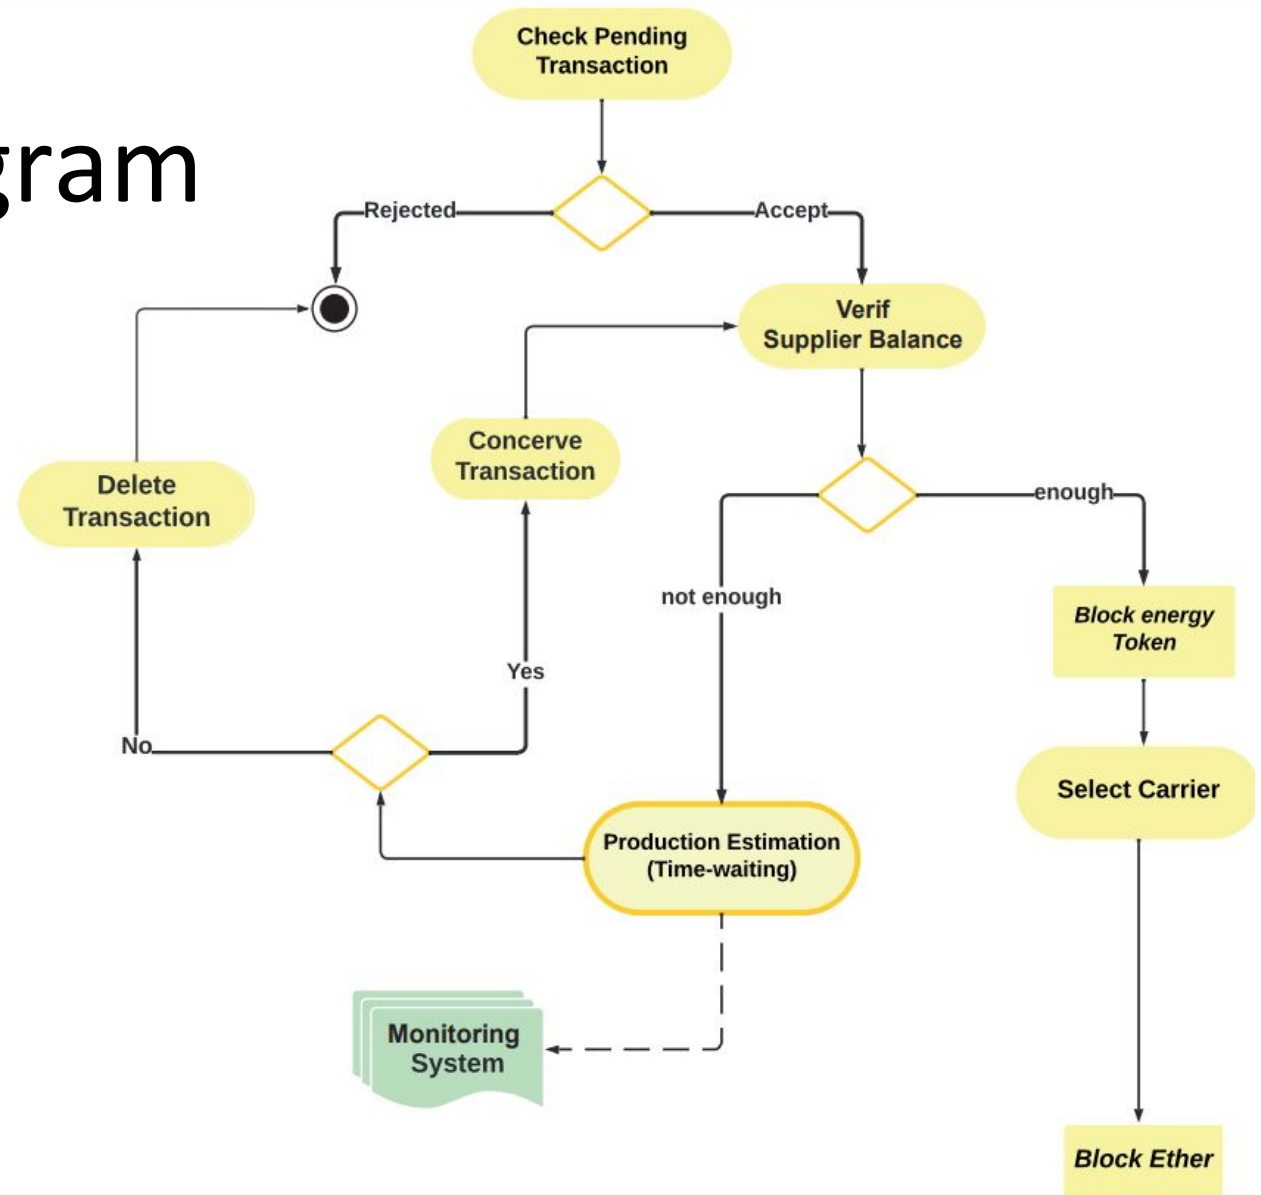 Check Pending
Transaction
gram
Rejected
Accept
Verif
Supplier Balance
Concerve
Transaction
Delete
Transaction
enough
not enough
Block energy
Token
Yes
No
Select Carrier
Production Estimation
(Time-waiting)
Monitoring
System
Block Ether